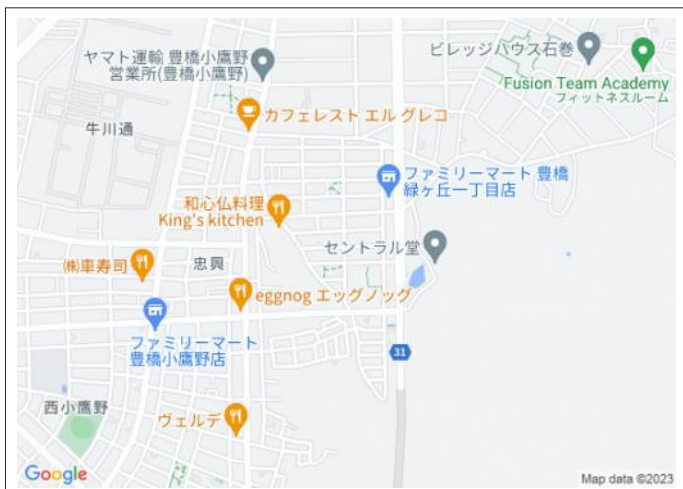 ヤマト運輸 豊橋小鷹野
営業所(豊橋小鷹野)
ビレッジハウス石巻
Fusion Team Academy
フィットネスルーム
カフェレスト エル グレコ
牛川通
ファミリーマート 豊橋
緑ヶ丘一丁目店
和心仏料理
King's kitchen
セントラル堂
㈱車寿司
忠興
eggnog エッグノッグ
ファミリーマート
豊橋小鷹野店
31
西小鷹野
ヴェルデ
Google
Map data ©2023